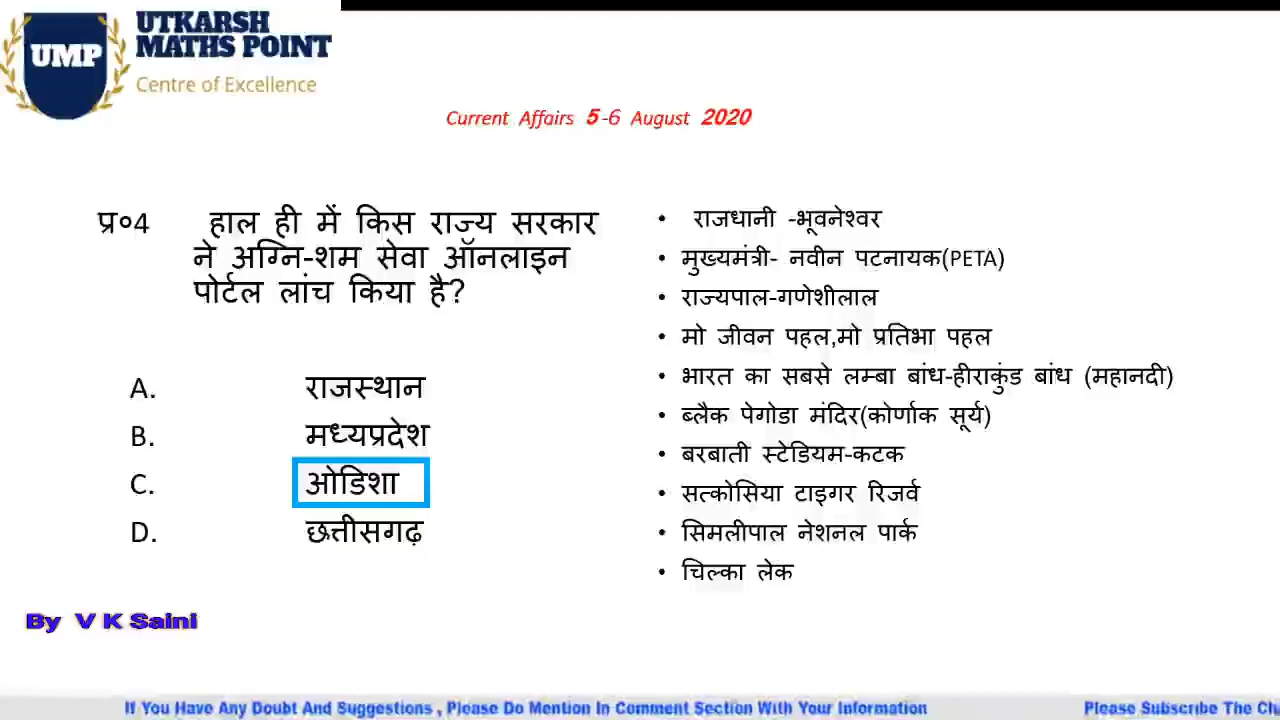 UMP
UTKARSH
MATHS POINT
Centre of Excellence
Current Affairs 5-6 August 2020
प्र०4 हाल ही में किस राज्य सरकार
ने अग्नि-शम सेवा ऑनलाइन
पोर्टल लांच किया है?
A. राजस्थान
B. मध्यप्रदेश
C. ओडिशा
D. छत्तीसगढ़
• राजधानी -भूवनेश्वर
• मुख्यमंत्री- नवीन पटनायक(PETA)
• राज्यपाल-गणेशीलाल
• मो जीवन पहल,मो प्रतिभा पहल
• भारत का सबसे लम्बा बांध-हीराकुंड बांध (महानदी)
• ब्लैक पेगोडा मंदिर(कोर्णाक सूर्य)
• बरबाती स्टेडियम-कटक
• सत्कोसिया टाइगर रिजर्व
• सिमलीपाल नेशनल पार्क
• चिल्का लेक
By V K Saini
If You Have Any Doubt And Suggestions , Please Do Mention In Comment Section With Your Information Please Subscribe The Ch